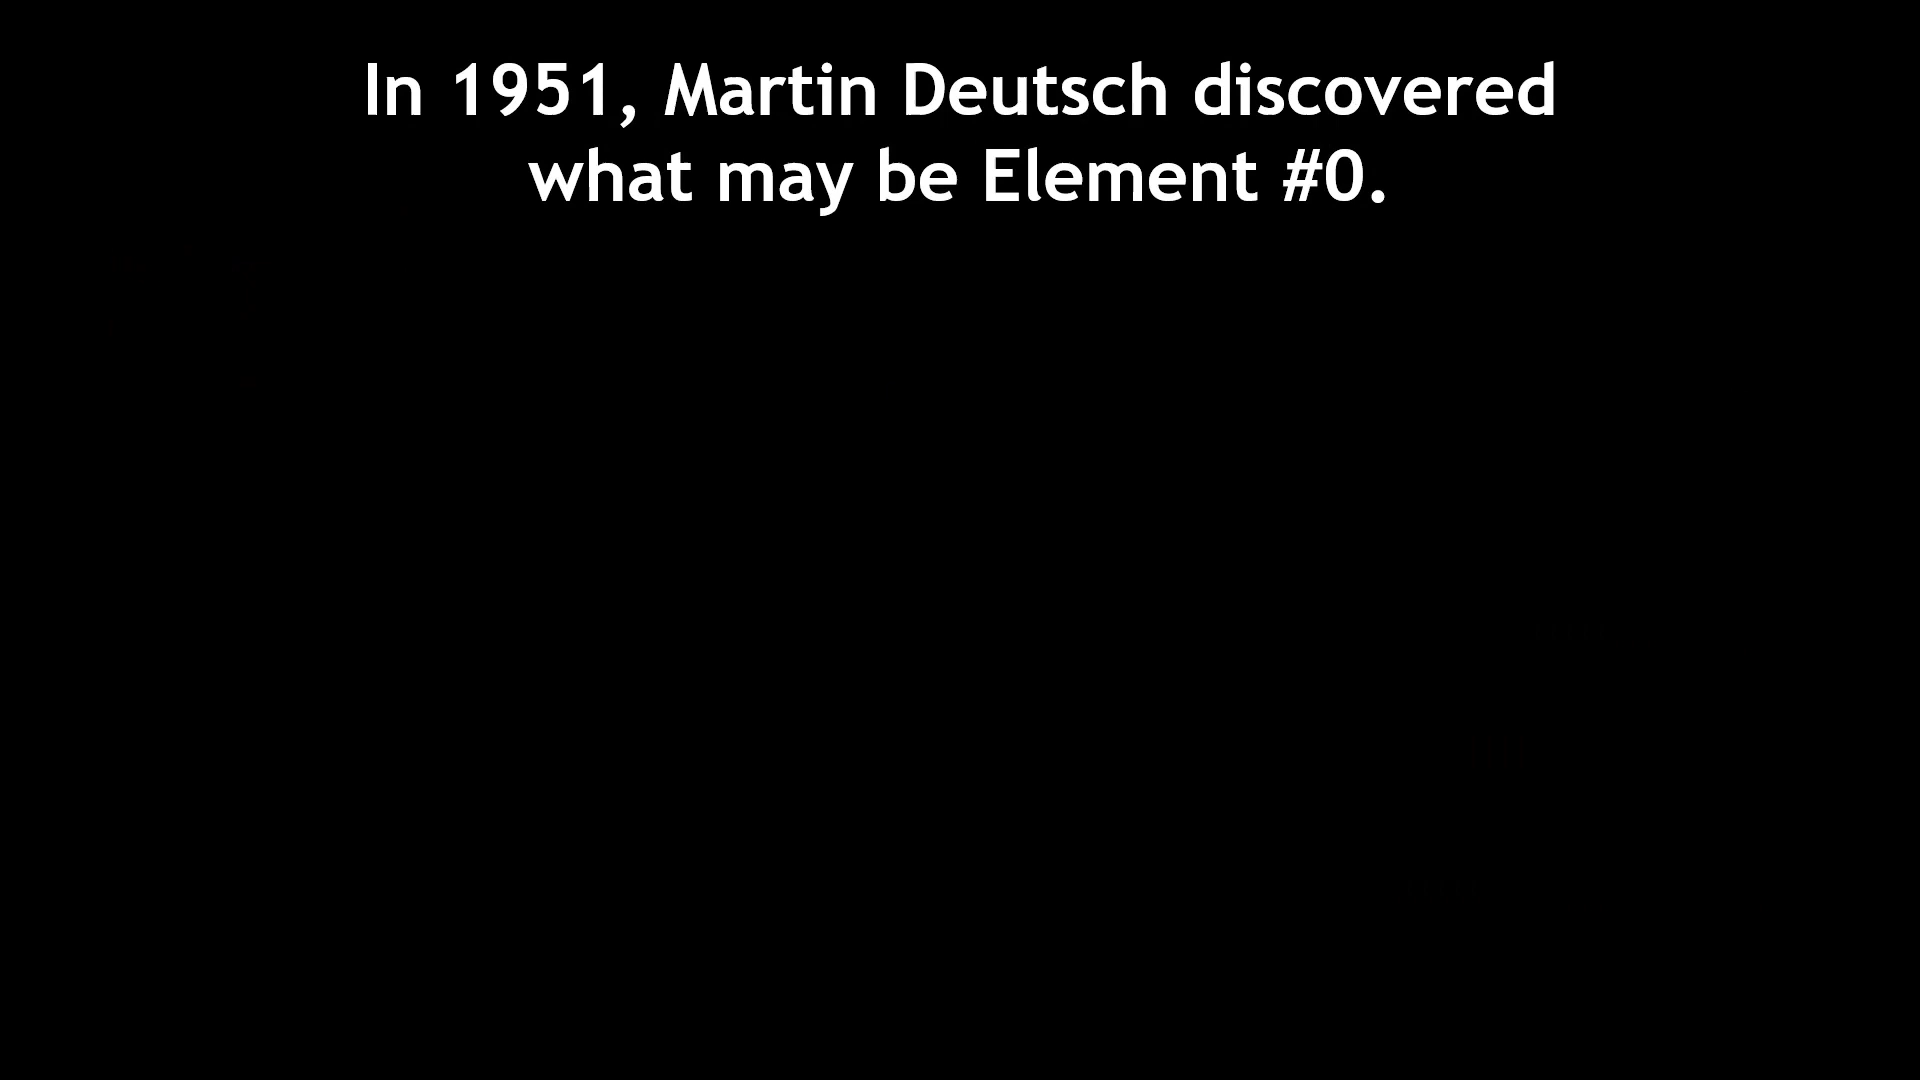 In 1951, Martin Deutsch discovered
what may be Element #0.